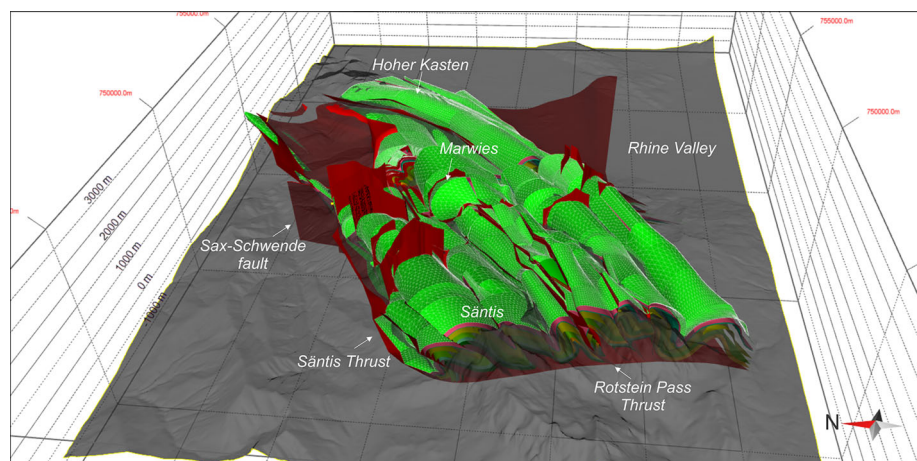 755000.0m
755000.0m
Hoher Kasten
750000.0m
750000.0m
Marwies
Rhine Valley
3000 m
2000 m
1000 m
0 m
-1000 m
Sax-Schwende
fault
Säntis
Säntis Thrust
Rotstein Pass
Thrust
N